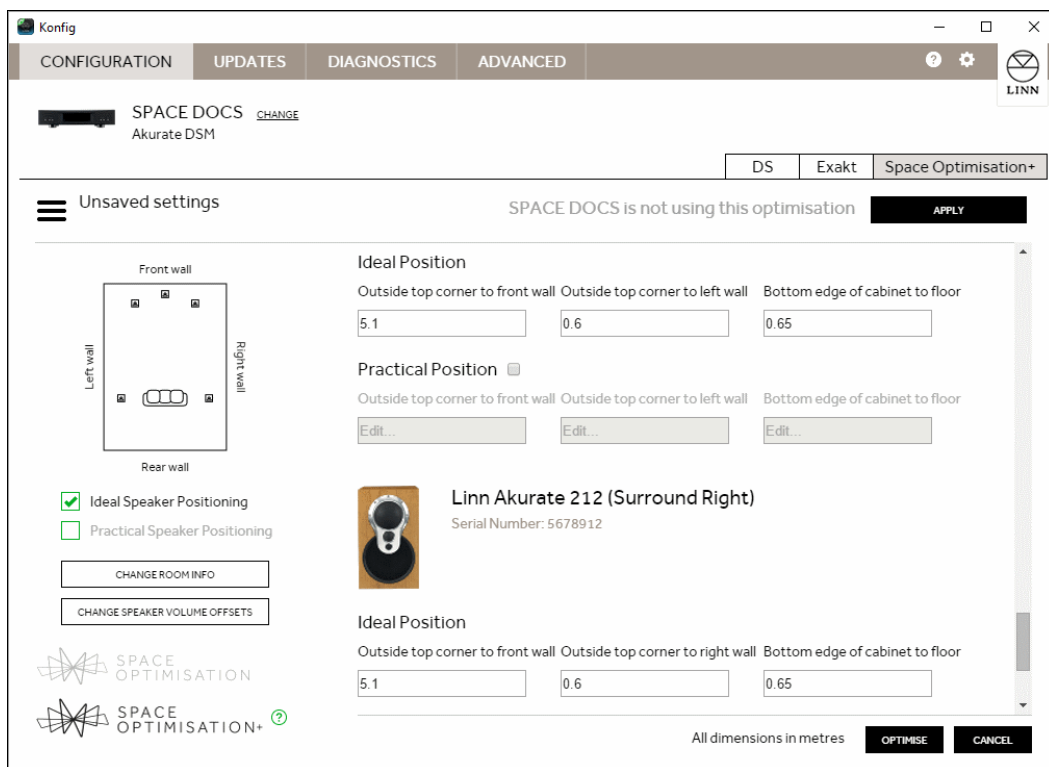 Konfig
CONFIGURATION UPDATES DIAGNOSTICS ADVANCED ?
LINN
SPACE DOCS CHANGE
Akurate DSM
DS Exakt Space Optimisation+
Unsaved settings SPACE DOCS is not using this optimisation APPLY
Front wall
Left wall
Right wall
Rear wall
Ideal Speaker Positioning
Practical Speaker Positioning
CHANGE ROOM INFO
CHANGE SPEAKER VOLUME OFFSETS
SPACE
OPTIMISATION
SPACE
OPTIMISATION+ ?
Ideal Position
Outside top corner to front wall Outside top corner to left wall Bottom edge of cabinet to floor
5.1 0.6 0.65
Practical Position
Outside top corner to front wall Outside top corner to left wall Bottom edge of cabinet to floor
Edit... Edit... Edit...
Linn Akurate 212 (Surround Right)
Serial Number: 5678912
Ideal Position
Outside top corner to front wall Outside top corner to right wall Bottom edge of cabinet to floor
5.1 0.6 0.65
All dimensions in metres OPTIMISE CANCEL